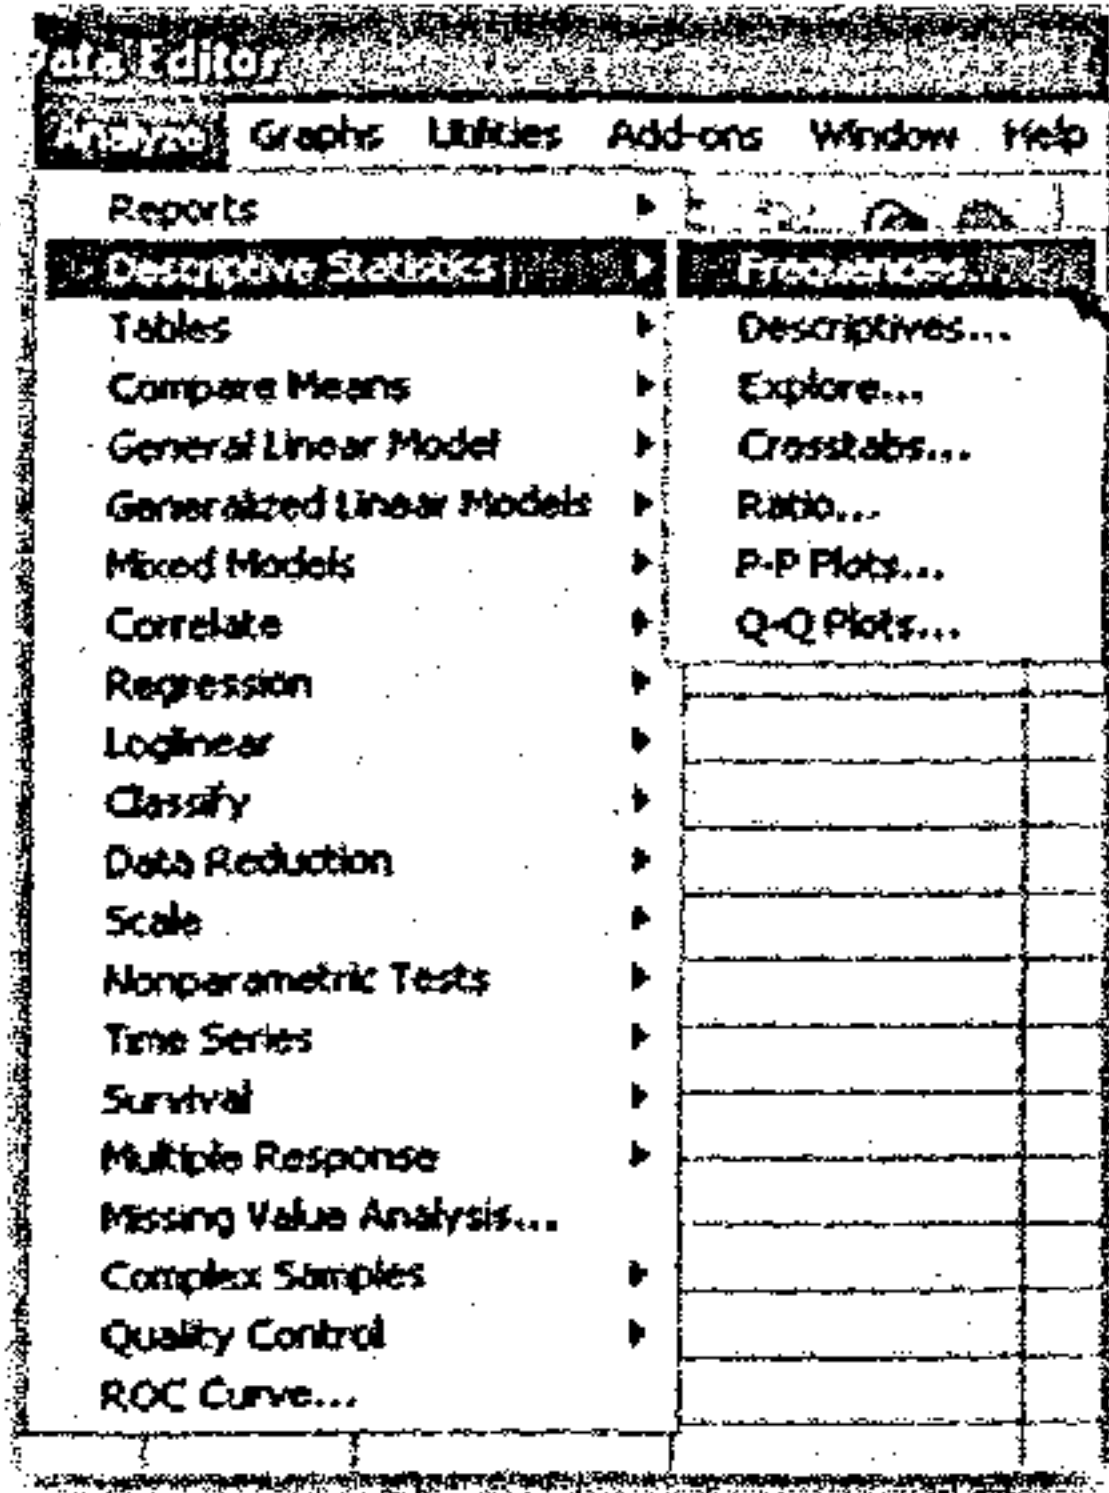 Data Editor
Analyze Graphs Utilities Add-ons Window Help
Reports
Descriptive Statistics
Tables
Compare Means
General Linear Model
Generalized Linear Models
Mixed Models
Correlate
Regression
Loglinear
Classify
Data Reduction
Scale
Nonparametric Tests
Time Series
Survival
Multiple Response
Missing Value Analysis...
Complex Samples
Quality Control
ROC Curve...
Frequencies
Descriptives...
Explore...
Crosstabs...
Ratio...
P-P Plots...
Q-Q Plots...